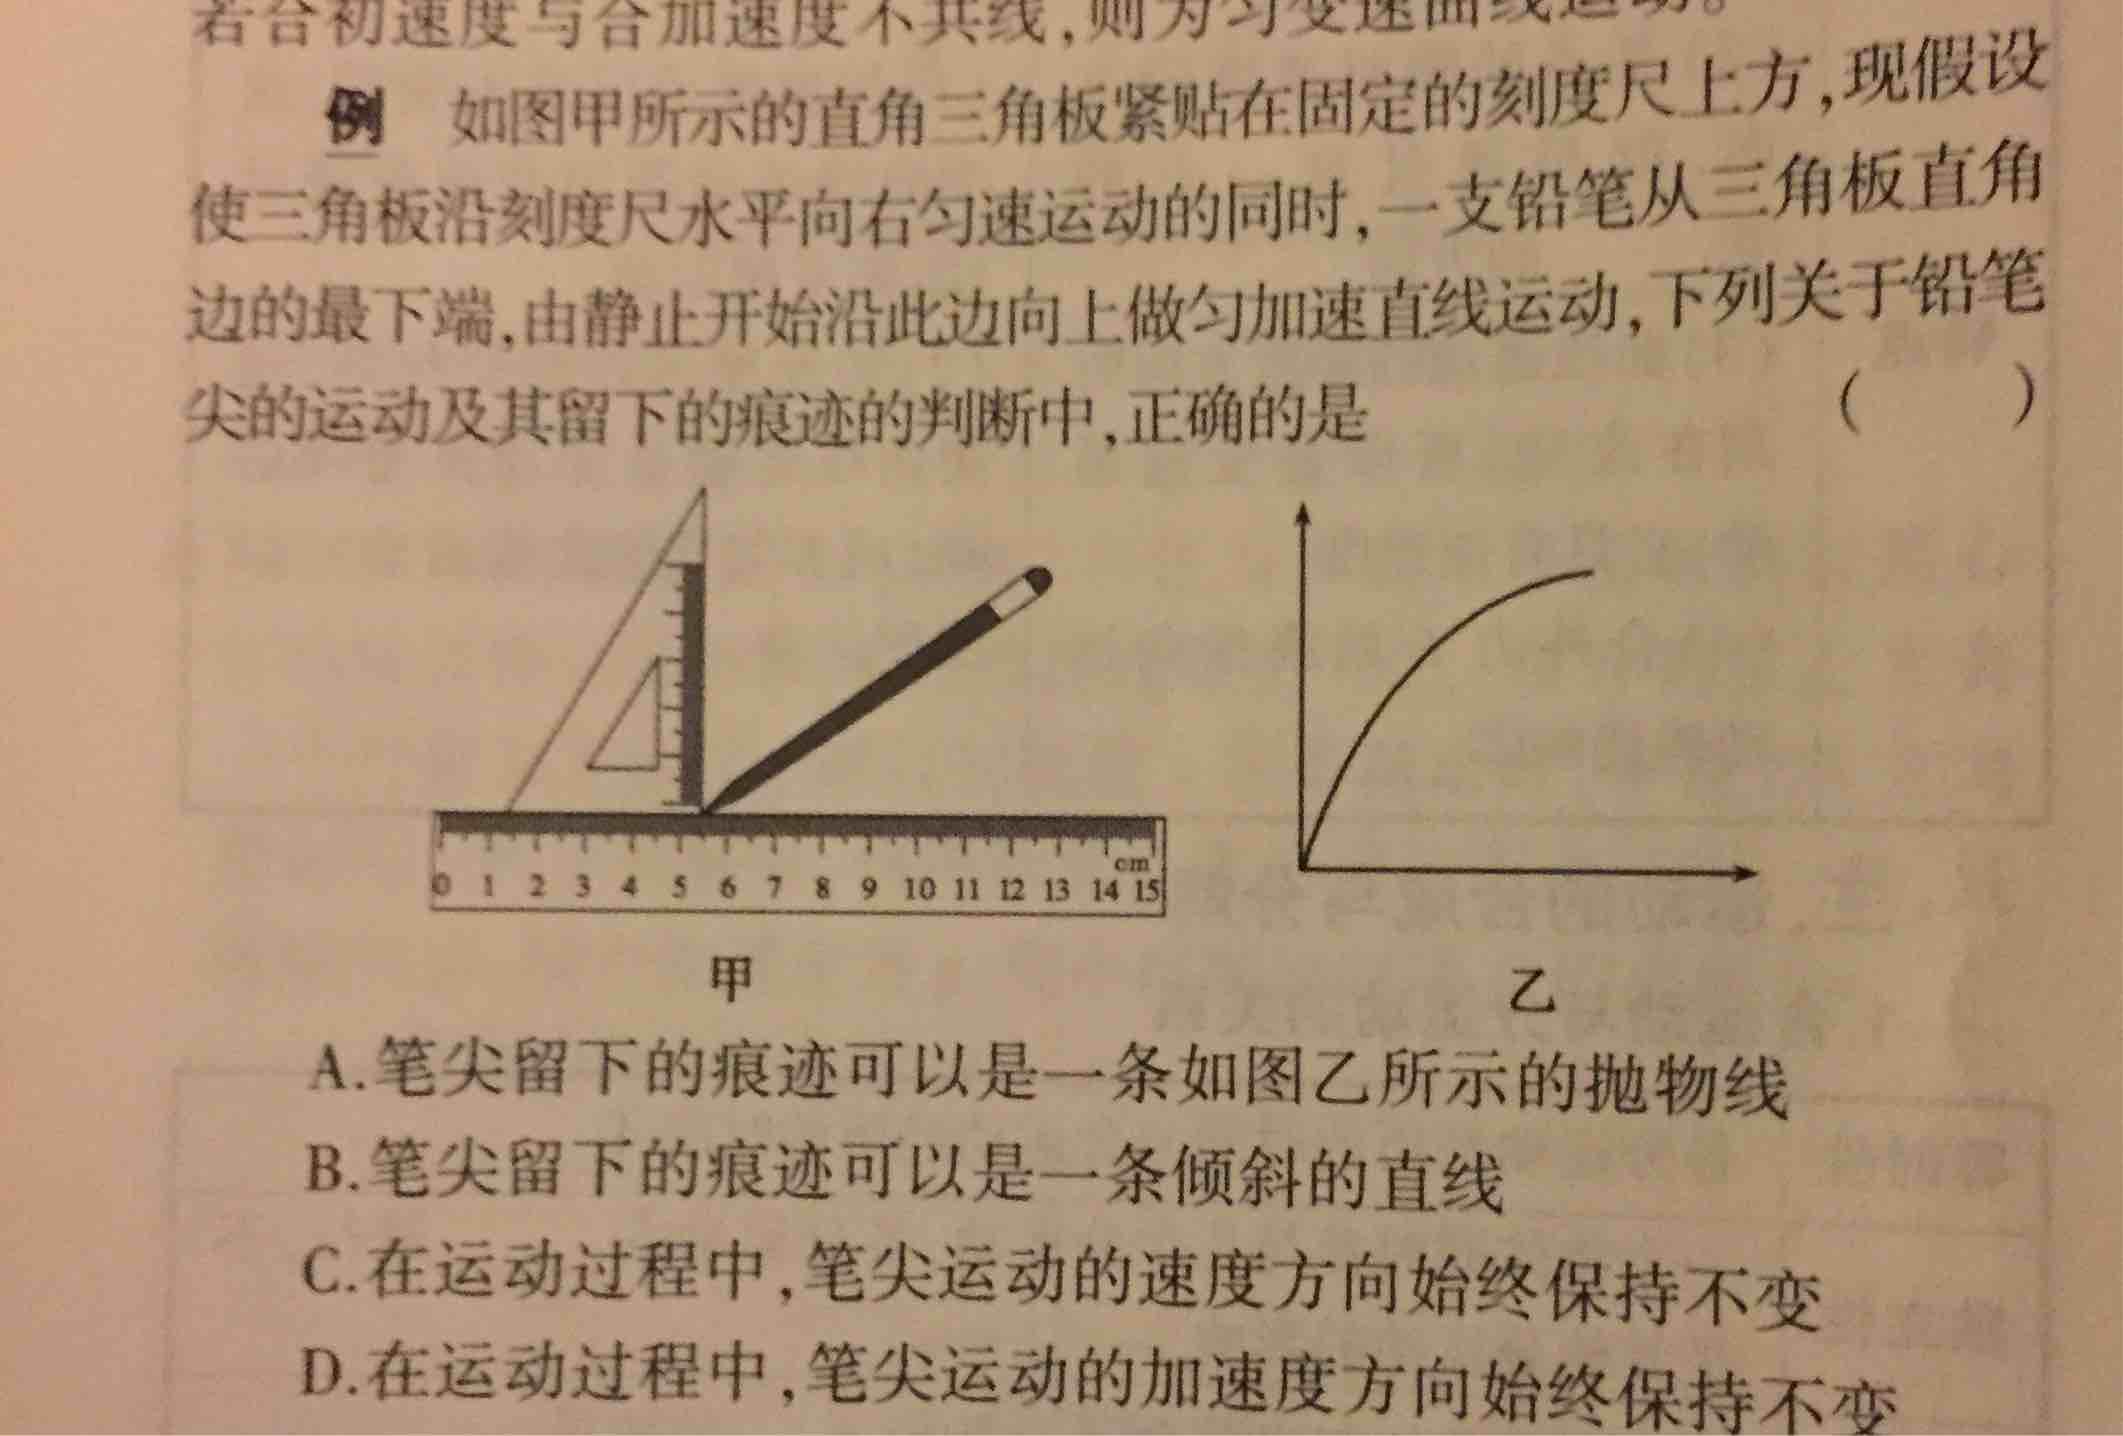 若合初速度与合加速度不共线,则为匀变速曲线运动。
例 如图甲所示的直角三角板紧贴在固定的刻度尺上方,现假设
使三角板沿刻度尺水平向右匀速运动的同时,一支铅笔从三角板直角
边的最下端,由静止开始沿此边向上做匀加速直线运动,下列关于铅笔
尖的运动及其留下的痕迹的判断中,正确的是 ( )
cm
0 1 2 3 4 5 6 7 8 9 10 11 12 13 14 15
甲 乙
A.笔尖留下的痕迹可以是一条如图乙所示的抛物线
B.笔尖留下的痕迹可以是一条倾斜的直线
C.在运动过程中,笔尖运动的速度方向始终保持不变
D.在运动过程中,笔尖运动的加速度方向始终保持不变